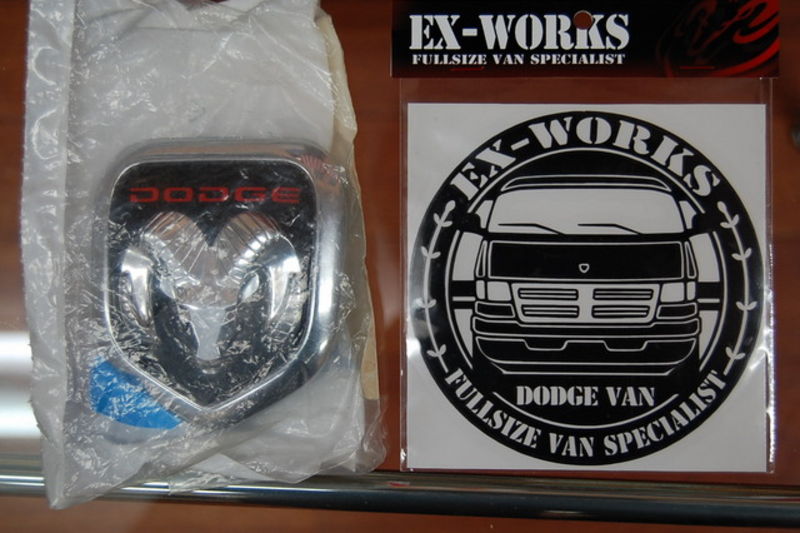 DODGE
EX-WORKS
FULLSIZE VAN SPECIALIST
EX-WORKS
DODGE VAN
FULLSIZE VAN SPECIALIST